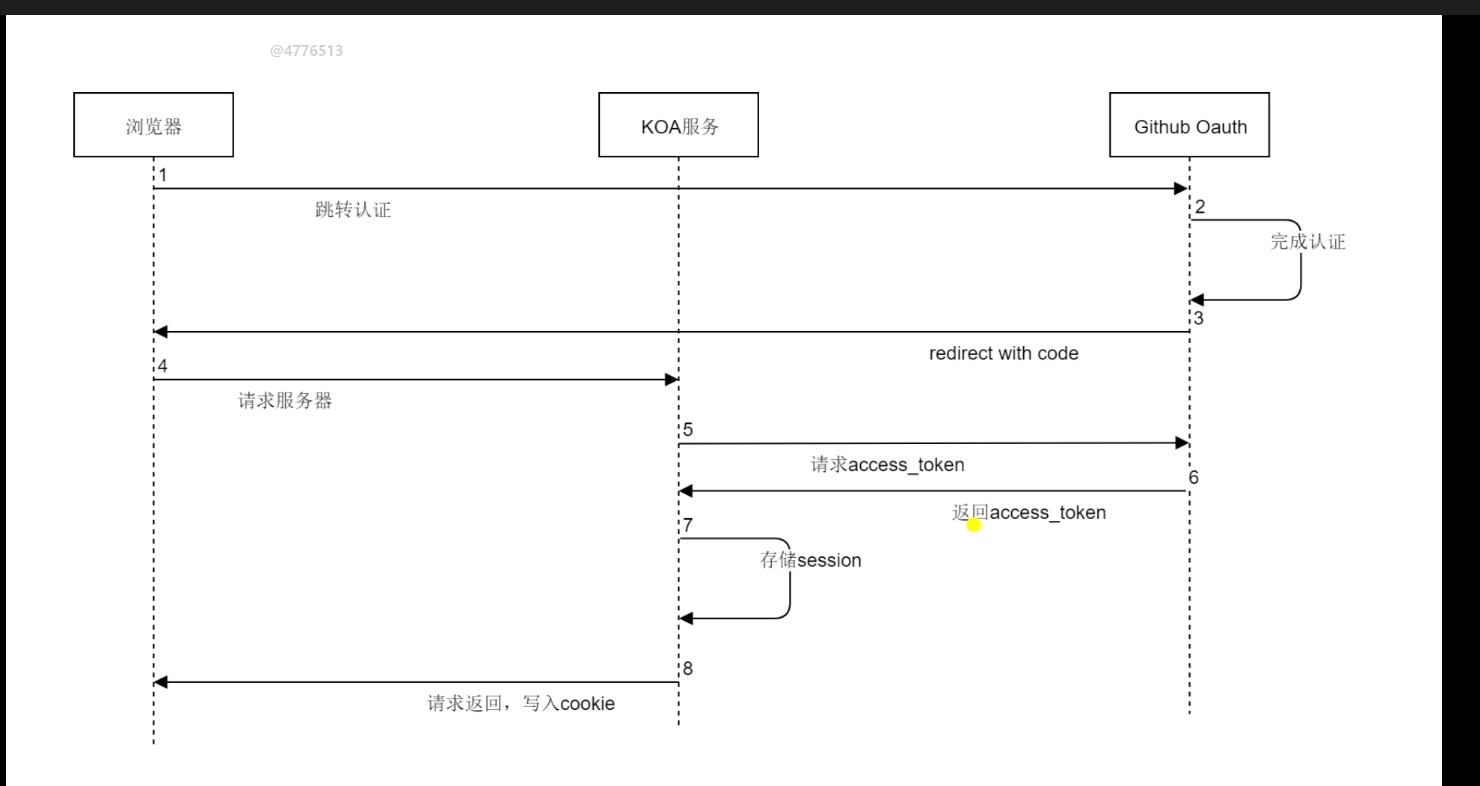 @4776513
浏览器
KOA服务
Github Oauth
1
跳转认证
2
完成认证
3
redirect with code
4
请求服务器
5
请求access_token
6
返回access_token
7
存储session
8
请求返回，写入cookie